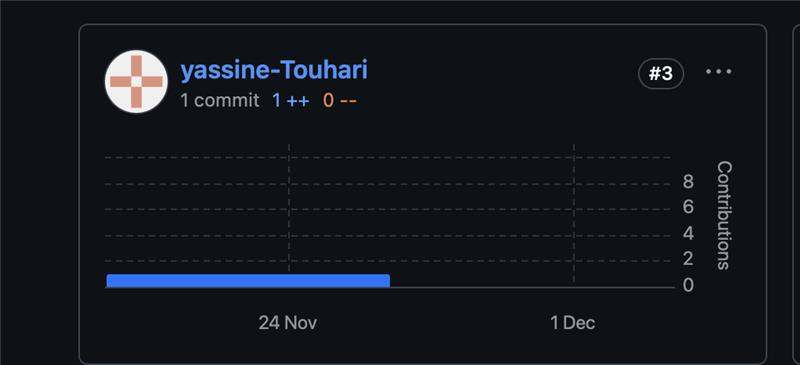 yassine-Touhari
#3
1 commit 1 ++ 0 --
8
6
4
2
0
Contributions
24 Nov
1 Dec